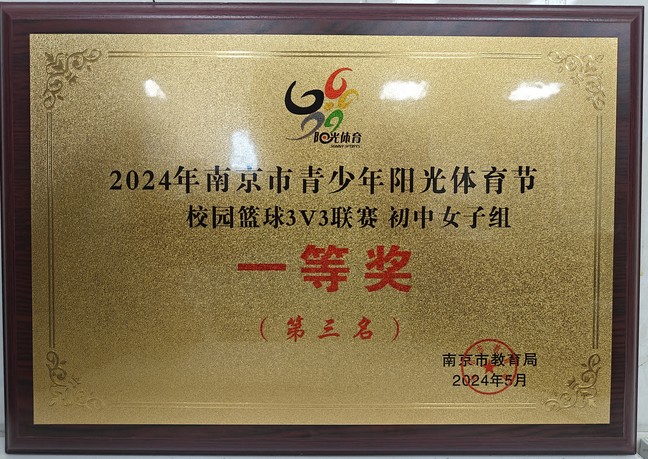 阳光体育
SUNNY SPORTS
2024年南京市青少年阳光体育节
校园篮球3V3联赛 初中女子组
一等奖
（第三名）
南京市教育局
2024年5月